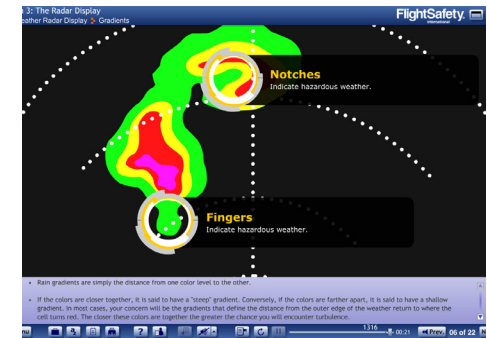 3: The Radar Display
FlightSafety.
eather Radar Display > Gradients
international
Notches
Indicate hazardous weather.
Fingers
Indicate hazardous weather.
• Rain gradients are simply the distance from one color level to the other.
• If the colors are closer together, it is said to have a "steep" gradient. Conversely, if the colors are farther apart, it is said to have a shallow
gradient. In most cases, your concern will be the gradients that define the distance from the outer edge of the weather return to where the
cell turns red. The closer these colors are together the greater the chance you will encounter turbulence.
1316
nu
?
00:21
Prev.
06 of 22
N